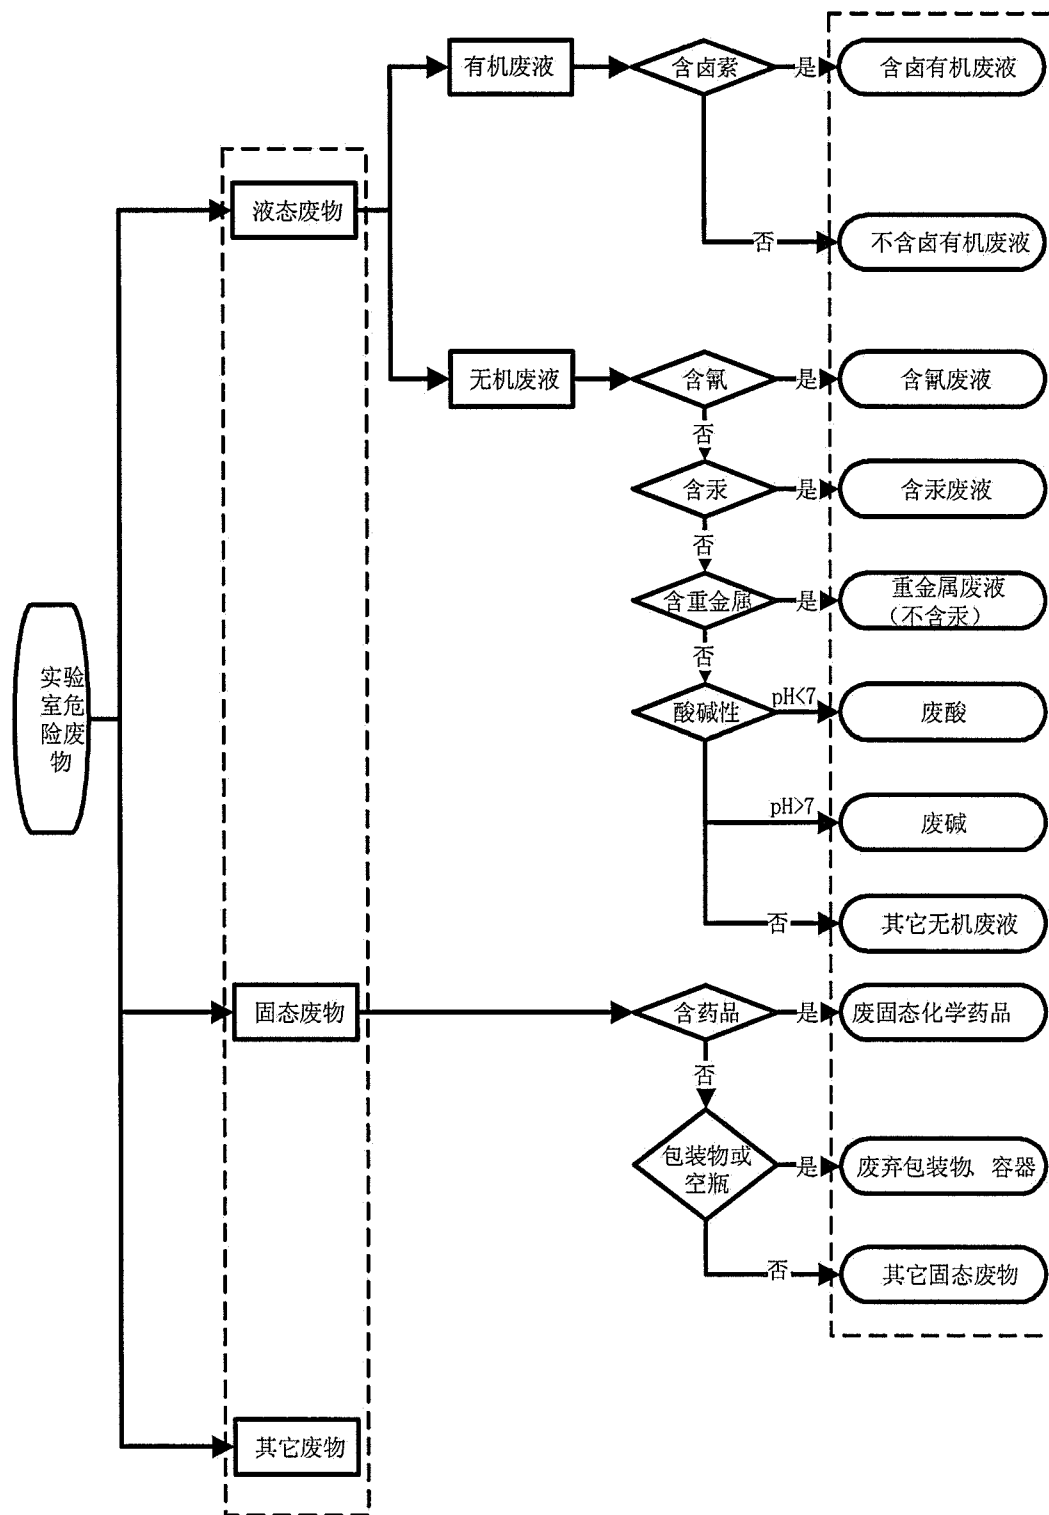 有机废液
含卤素
是
含卤有机废液
液态废物
否
不含卤有机废液
无机废液
含氰
是
含氰废液
否
含汞
是
含汞废液
否
含重金属
是
重金属废液
（不含汞）
否
实验
室危
险废
物
酸碱性
pH<7
废酸
pH>7
废碱
否
其它无机废液
固态废物
含药品
是
废固态化学药品
否
包装物或
空瓶
是
废弃包装物、容器
否
其它固态废物
其它废物